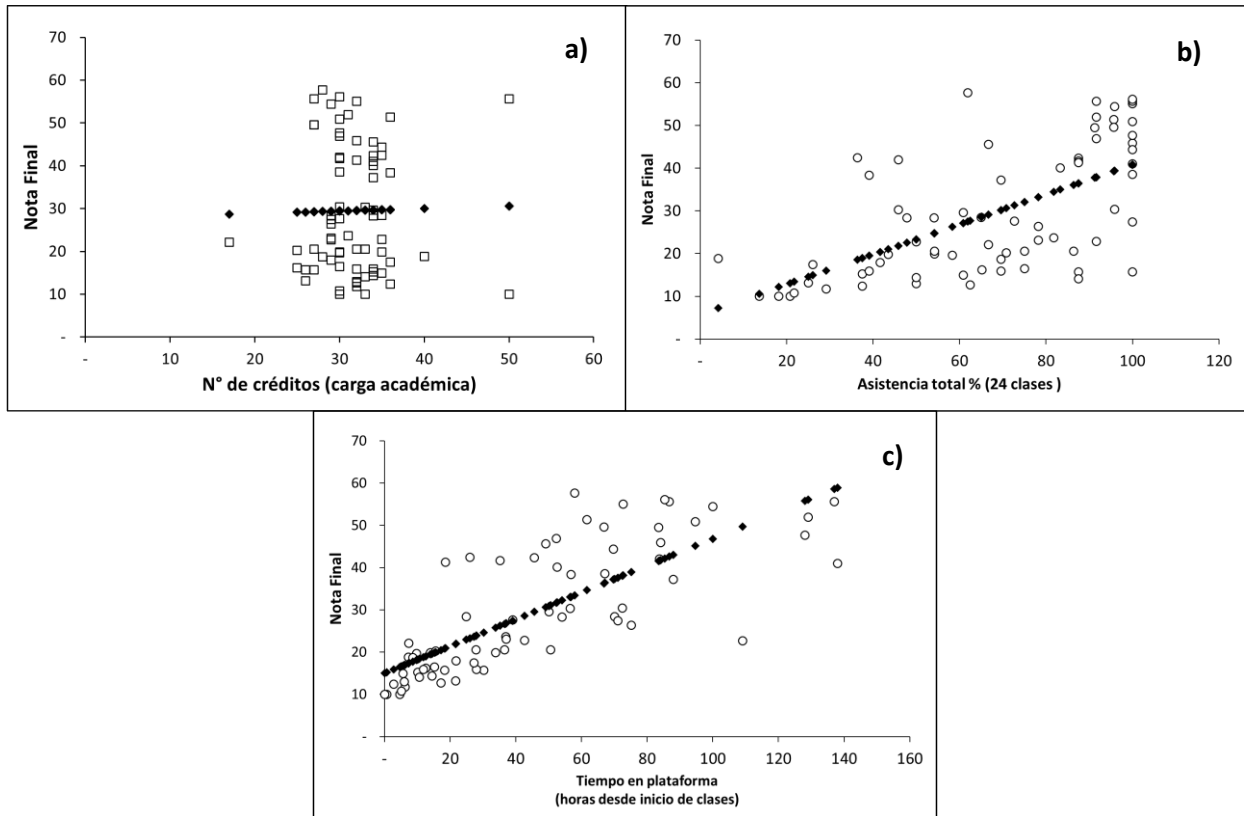 a)
70
60
50
40
30
20
10
-
Nota Final
- 10 20 30 40 50 60
N° de créditos (carga académica)
b)
70
60
50
40
30
20
10
-
Nota Final
- 20 40 60 80 100 120
Asistencia total % (24 clases )
c)
70
60
50
40
30
20
10
-
Nota Final
- 20 40 60 80 100 120 140 160
Tiempo en plataforma
(horas desde inicio de clases)